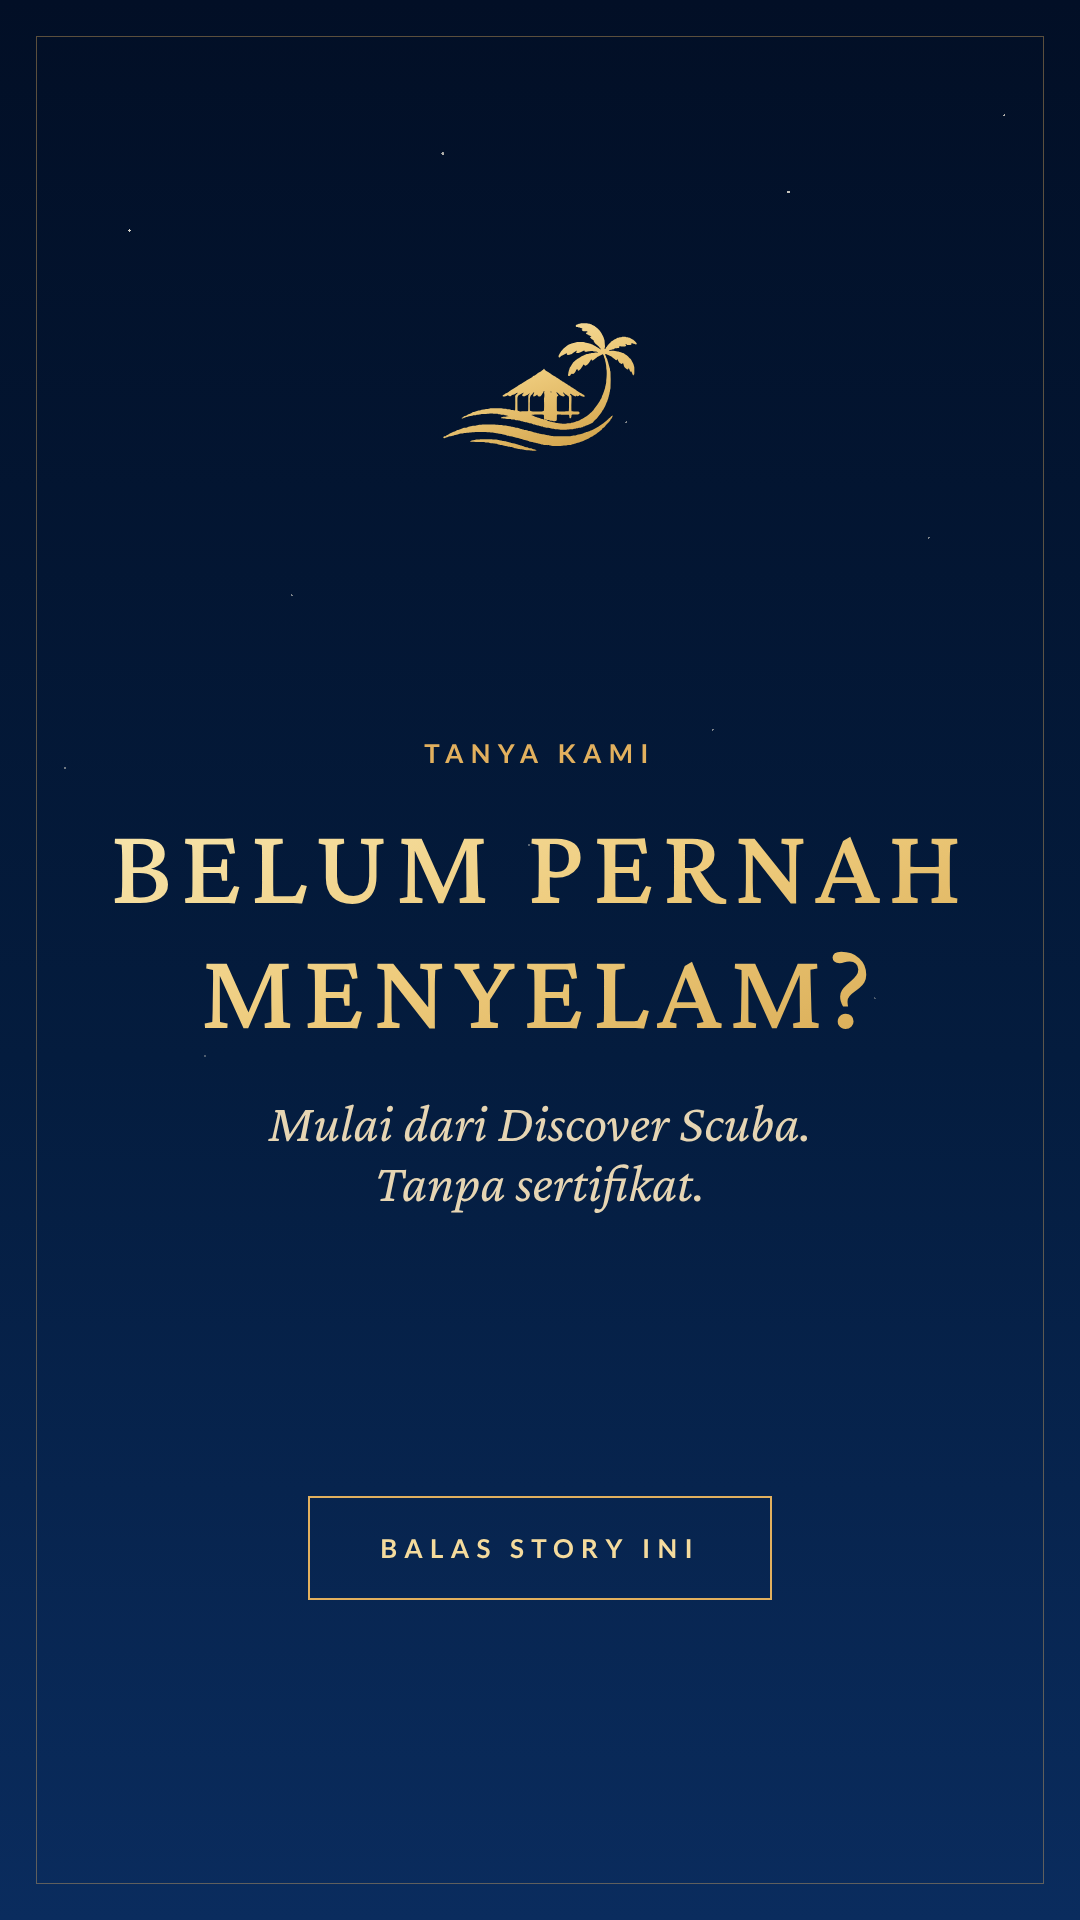 TANYA KAMI
BELUM PERNAH
MENYELAM?
Mulai dari Discover Scuba.
Tanpa sertifikat.
BALAS STORY INI